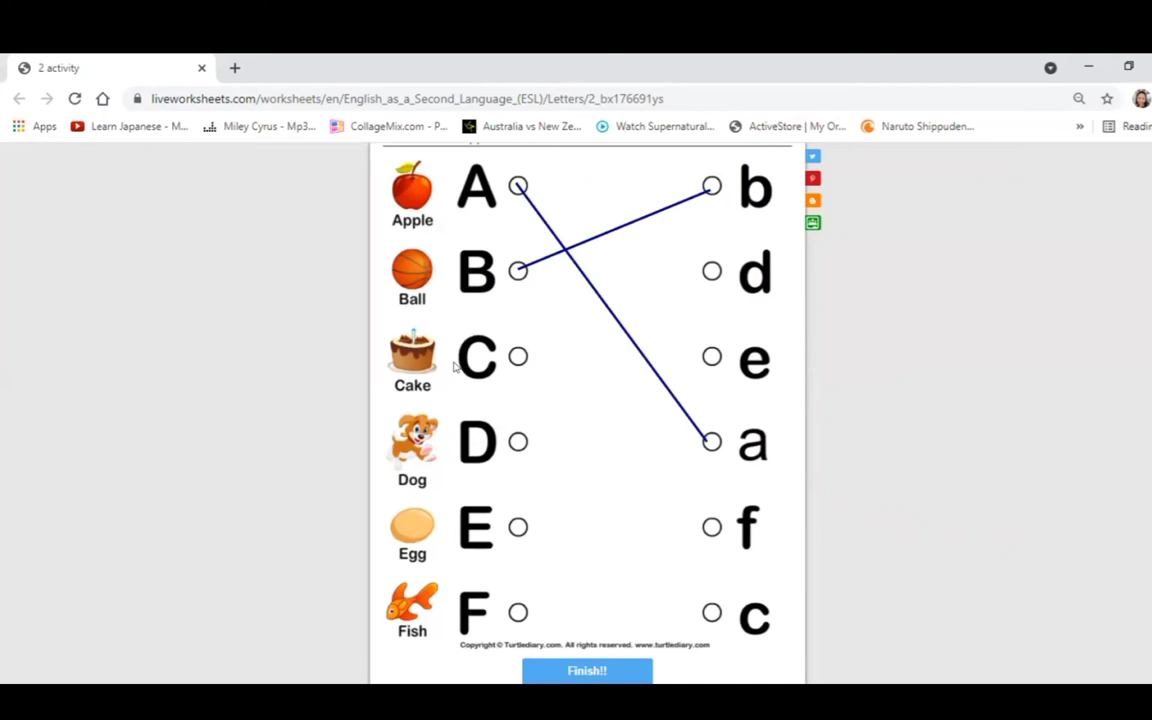 2 activity
liveworksheets.com/worksheets/en/English_as_a_Second_Language_(ESL)/Letters/2_bx176691ys
Apps Learn Japanese - M... Miley Cyrus - Mp3... CollageMix.com - P... Australia vs New Ze... Watch Supernatural... ActiveStore | My Or... Naruto Shippuden... » Readin
A b
Apple
B d
Ball
C e
Cake
D a
Dog
E f
Egg
F c
Fish
Copyright © Turtlediary.com. All rights reserved. www.turtlediary.com
Finish!!